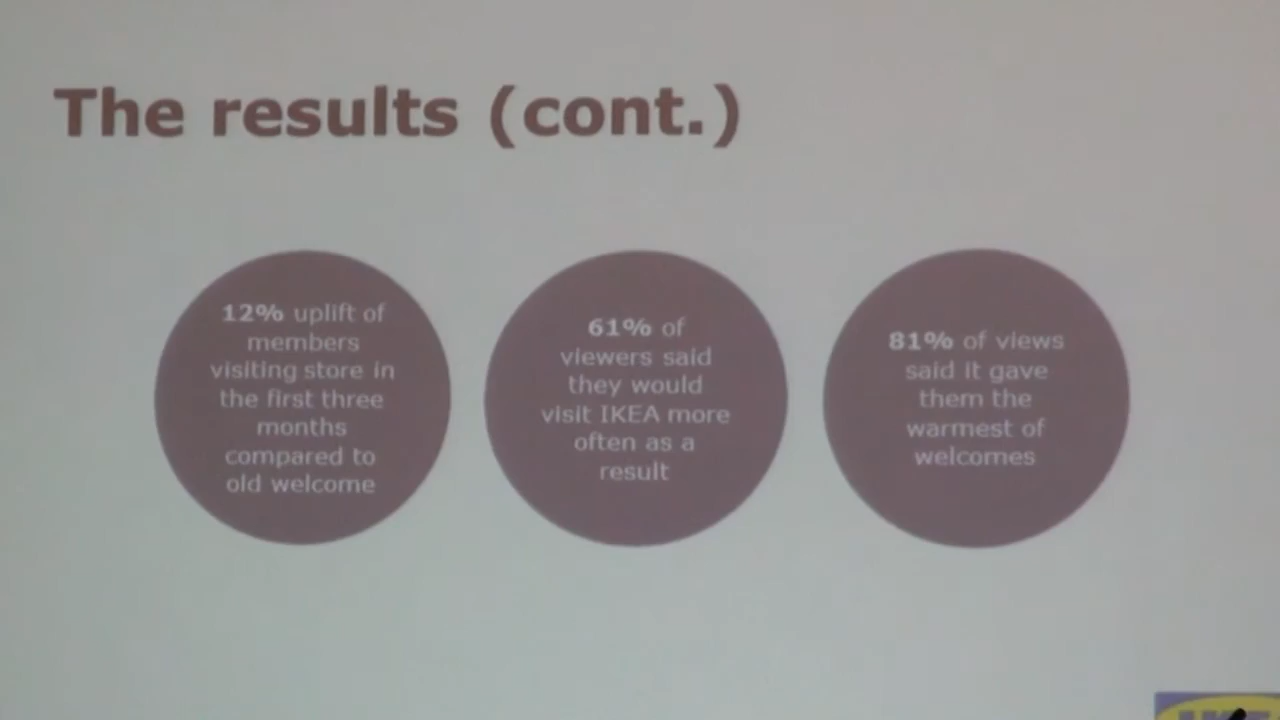 The results (cont.)
12% uplift of
members
visiting store in
the first three
months
compared to
old welcome
61% of
viewers said
they would
visit IKEA more
often as a
result
81% of views
said it gave
them the
warmest of
welcomes